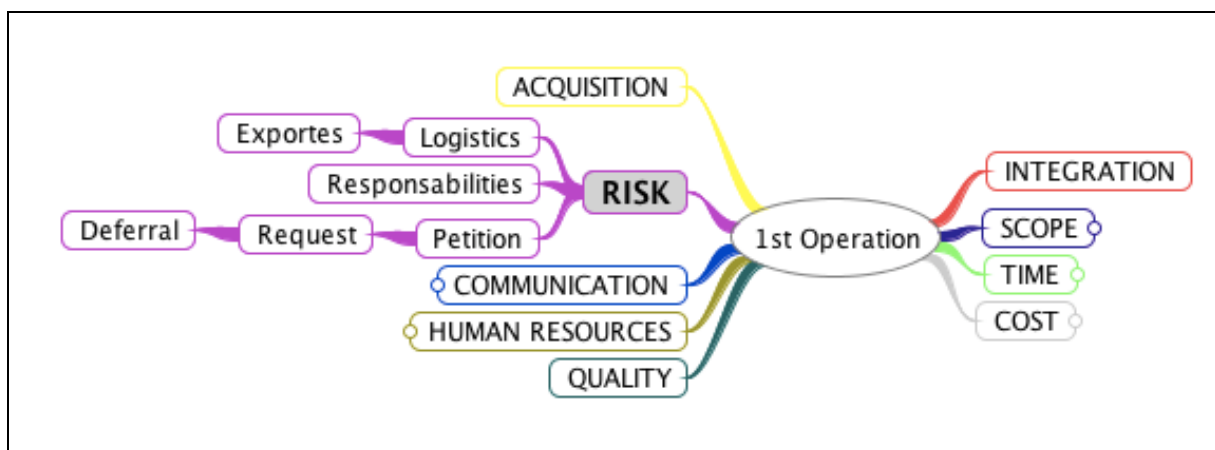 ACQUISITION
Exportes
Logistics
Responsabilities
RISK
Deferral
Request
Petition
COMMUNICATION
HUMAN RESOURCES
QUALITY
1st Operation
INTEGRATION
SCOPE
TIME
COST